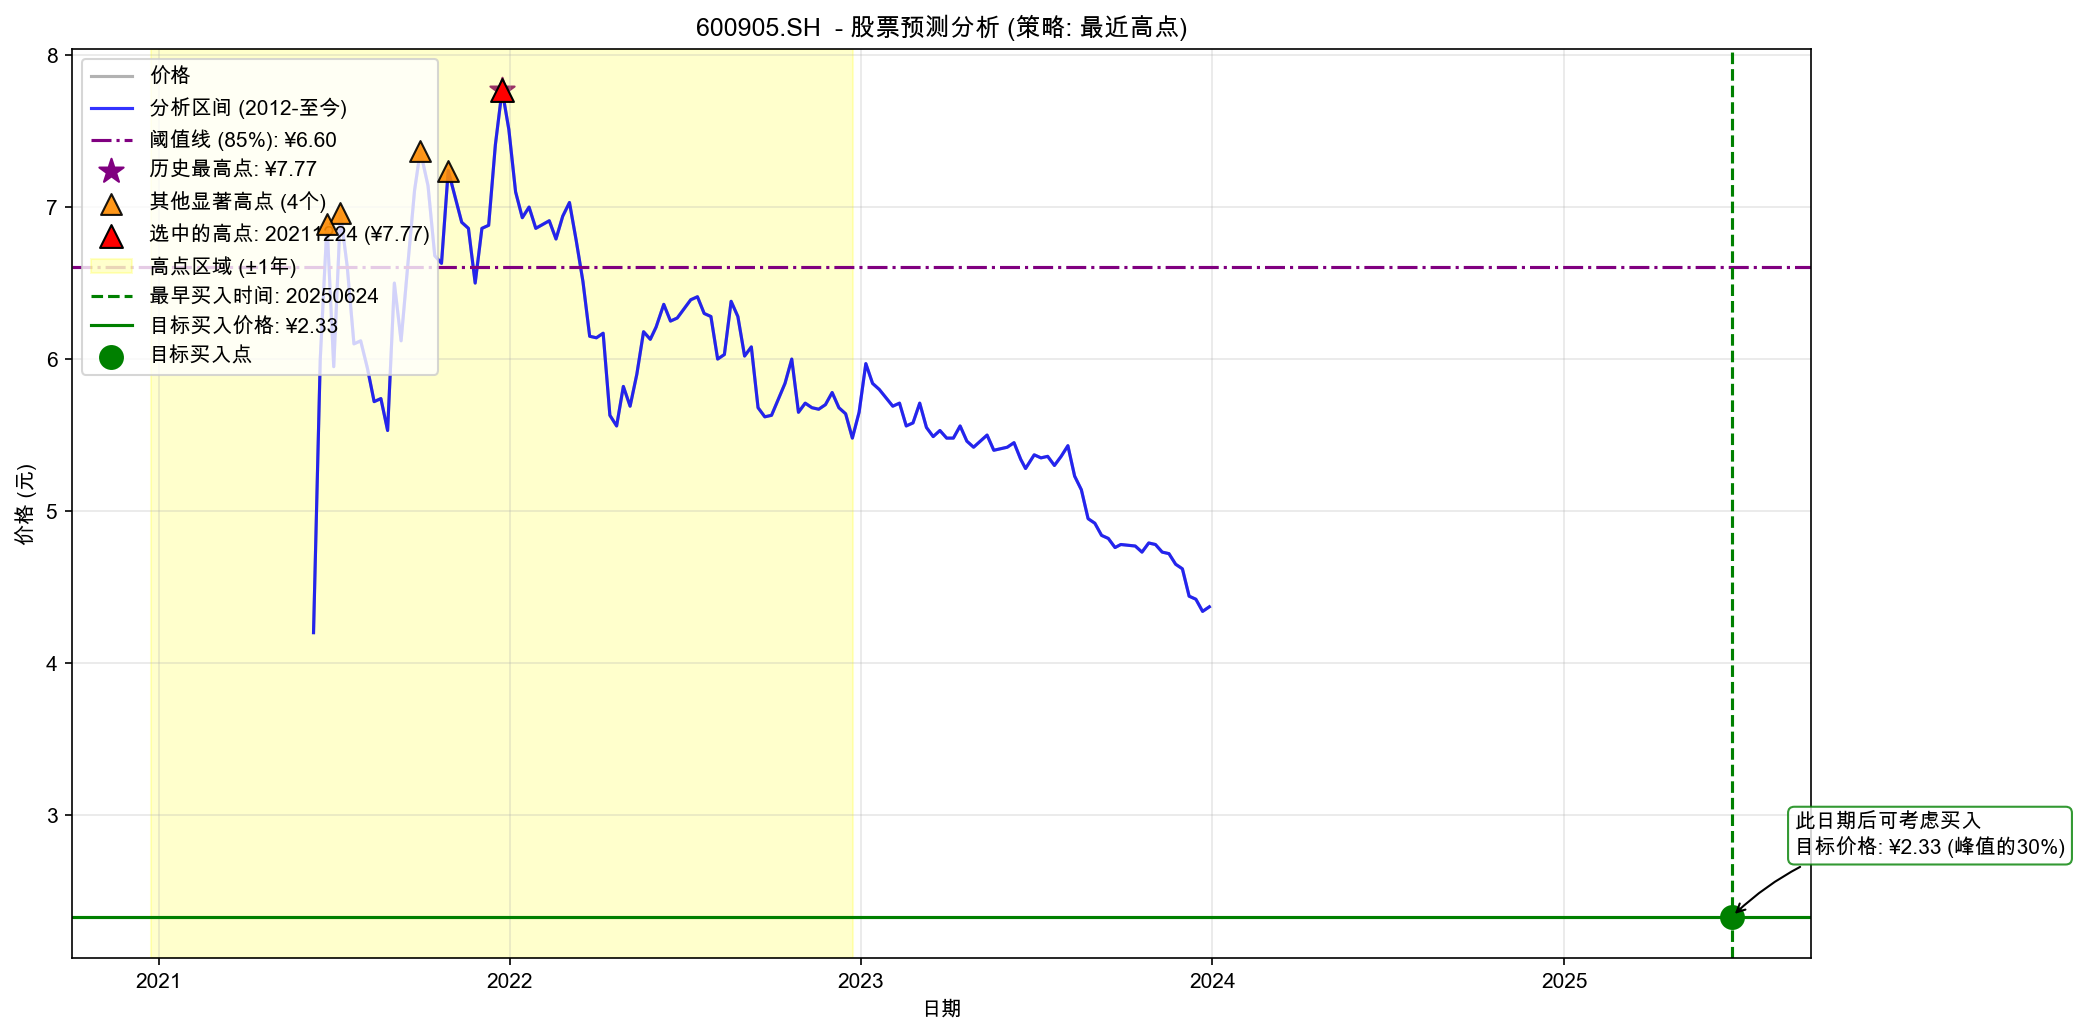 600905.SH - 股票预测分析 (策略: 最近高点)
价格
分析区间 (2012-至今)
阈值线 (85%): ¥6.60
历史最高点: ¥7.77
其他显著高点 (4个)
选中的高点: 20211224 (¥7.77)
高点区域 (±1年)
最早买入时间: 20250624
目标买入价格: ¥2.33
目标买入点
8
7
6
5
4
3
价格 (元)
此日期后可考虑买入
目标价格: ¥2.33 (峰值的30%)
2021
2022
2023
2024
2025
日期